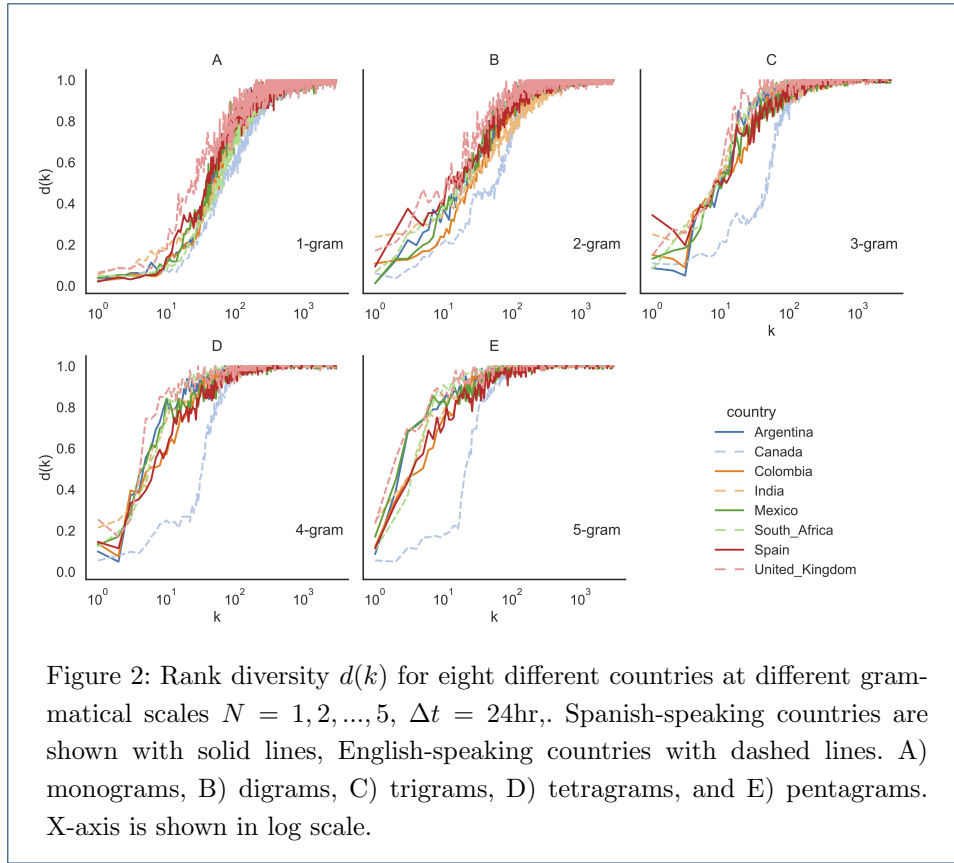 A
B
C
1.0
0.8
0.6
0.4
0.2
0.0
d(k)
1-gram
2-gram
3-gram
10^0 10^1 10^2 10^3
10^0 10^1 10^2 10^3
10^0 10^1 10^2 10^3
k
D
E
1.0
0.8
0.6
0.4
0.2
0.0
d(k)
4-gram
5-gram
10^0 10^1 10^2 10^3
10^0 10^1 10^2 10^3
k
k
country
Argentina
Canada
Colombia
India
Mexico
South_Africa
Spain
United_Kingdom
Figure 2: Rank diversity d(k) for eight different countries at different gram-
matical scales N = 1, 2, ..., 5, Δt = 24hr,. Spanish-speaking countries are
shown with solid lines, English-speaking countries with dashed lines. A)
monograms, B) digrams, C) trigrams, D) tetragrams, and E) pentagrams.
X-axis is shown in log scale.